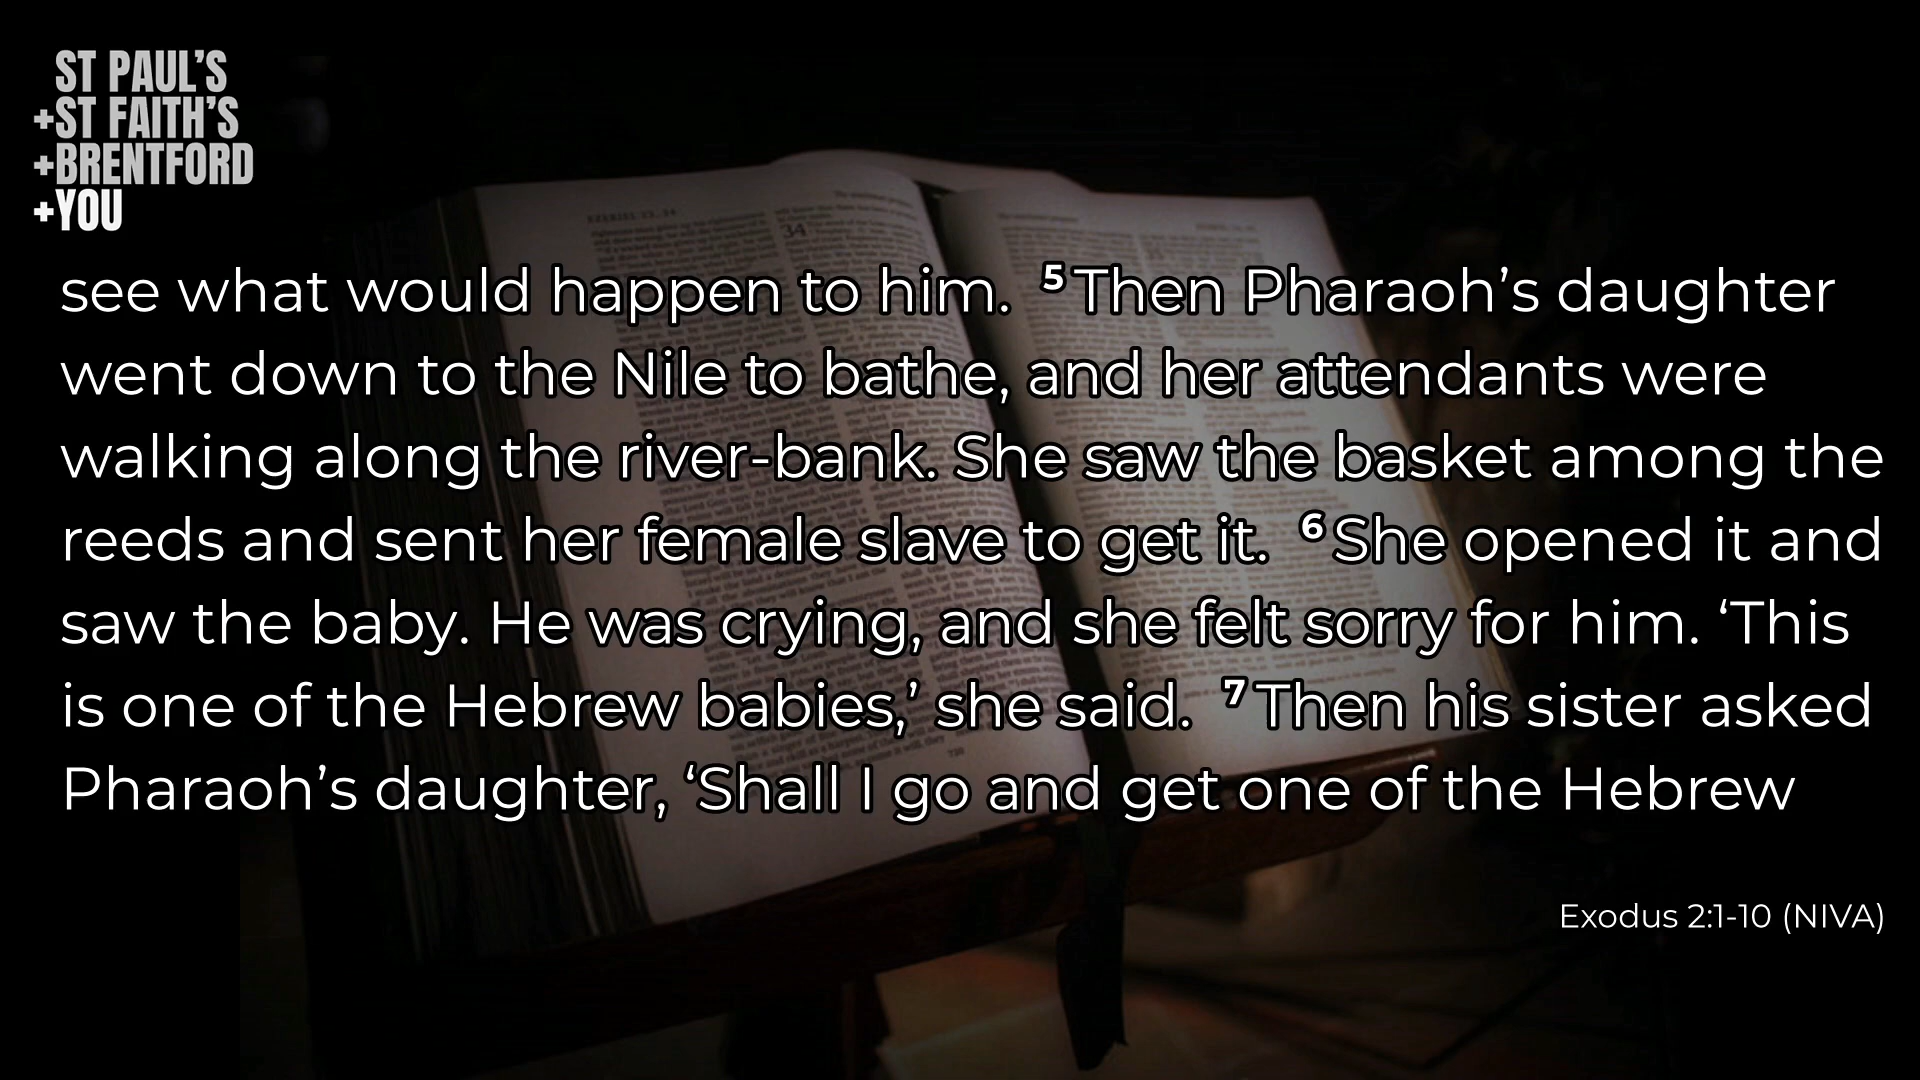 ST PAUL’S
+ST FAITH’S
+BRENTFORD
+YOU
34
see what would happen to him. ⁵Then Pharaoh’s daughter
went down to the Nile to bathe, and her attendants were
walking along the river-bank. She saw the basket among the
reeds and sent her female slave to get it. ⁶She opened it and
saw the baby. He was crying, and she felt sorry for him. ‘This
is one of the Hebrew babies,’ she said. ⁷Then his sister asked
Pharaoh’s daughter, ‘Shall I go and get one of the Hebrew
Exodus 2:1-10 (NIVA)